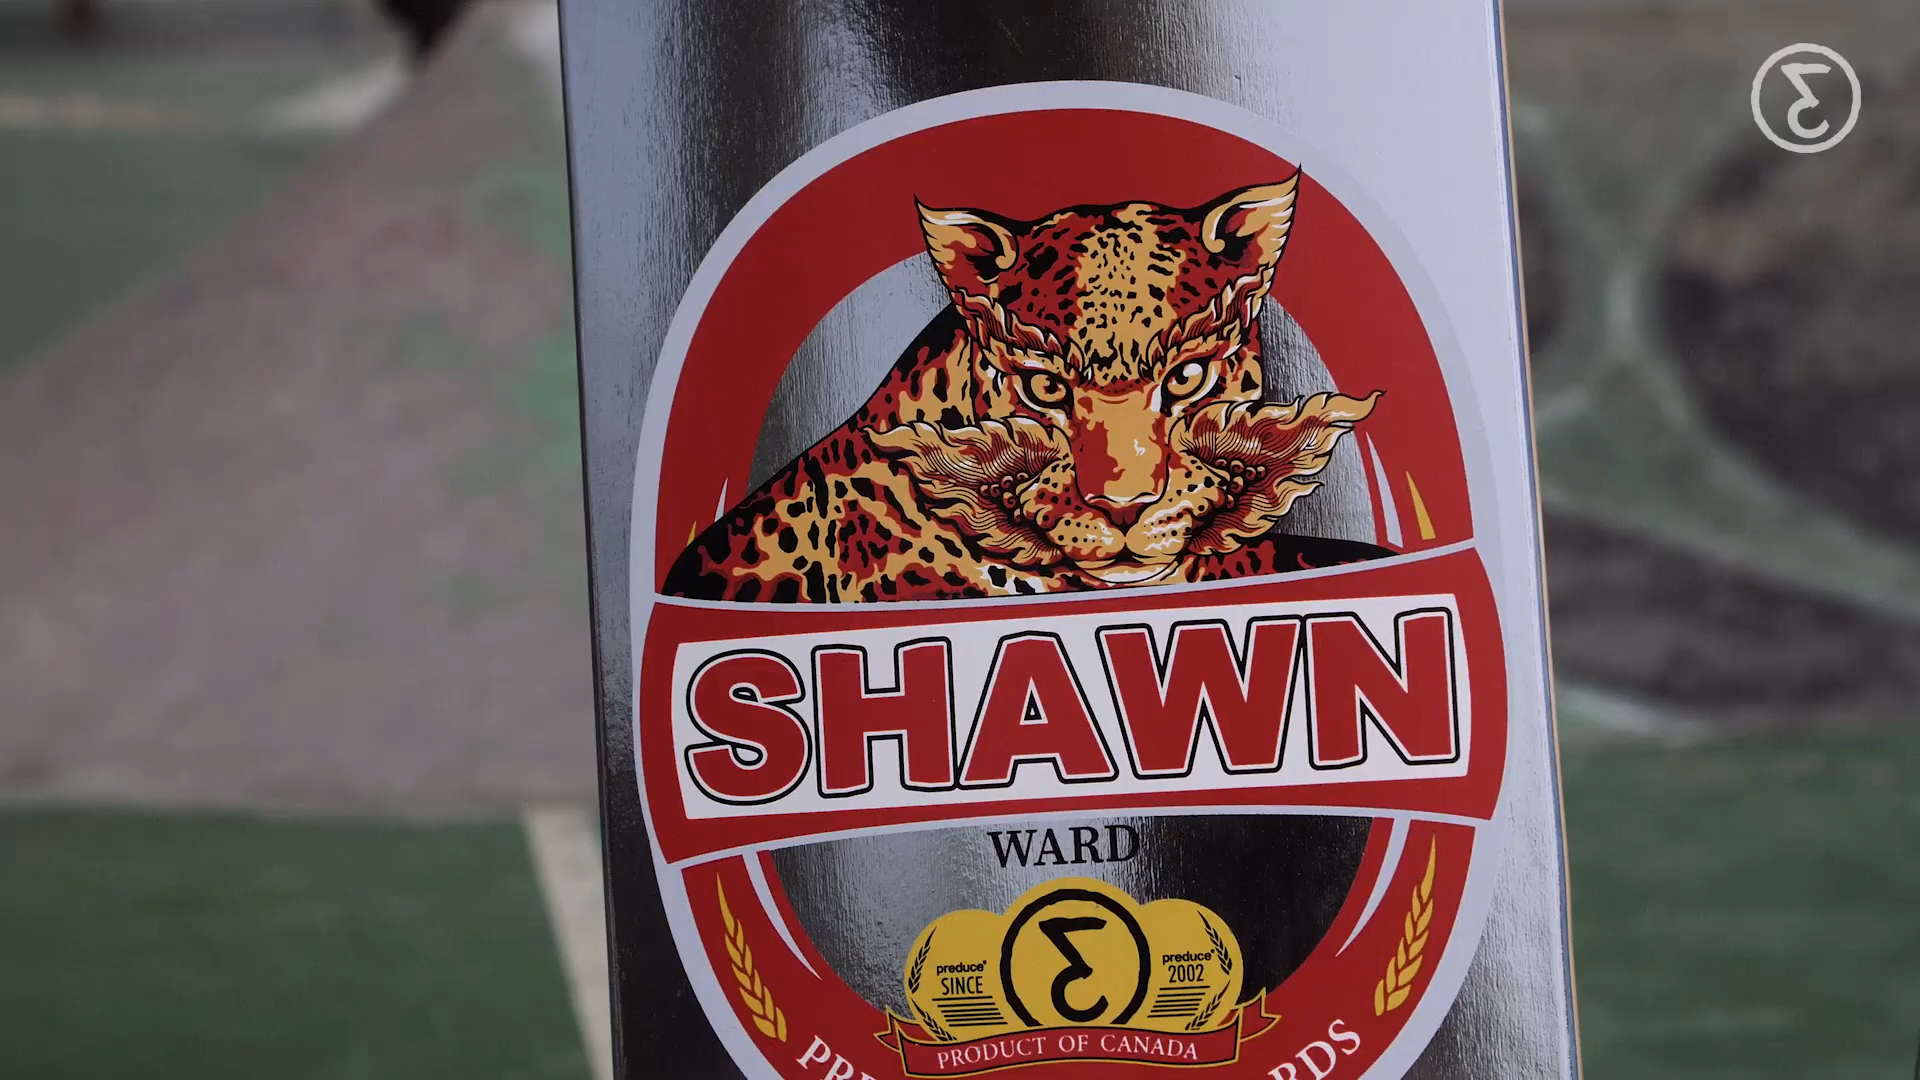 SHAWN
WARD
preduce
SINCE
preduce
2002
PRODUCT OF CANADA